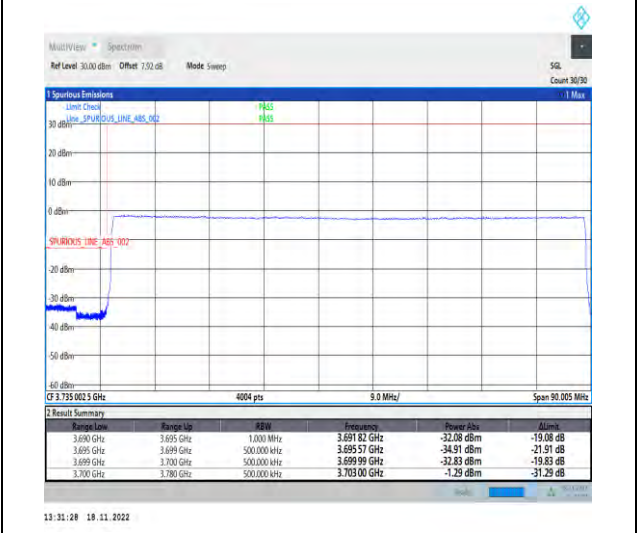 MultiView Spectrum
Ref Level 30.00 dBm Offset 7.92 dB Mode Sweep SGL
Count 30/30
1 Spurious Emissions 1 Max
Limit Check PASS
Line _SPURIOUS_LINE_ABS_002 PASS
30 dBm
20 dBm
10 dBm
0 dBm
_SPURIOUS_LINE_ABS_002
-20 dBm
-30 dBm
-40 dBm
-50 dBm
-60 dBm
CF 3.735 002 5 GHz 4004 pts 9.0 MHz/ Span 90.005 MHz
2 Result Summary
Range Low Range Up RBW Frequency Power Abs ΔLimit
3.690 GHz 3.695 GHz 1.000 MHz 3.691 82 GHz -32.08 dBm -19.08 dB
3.695 GHz 3.699 GHz 500.000 kHz 3.695 57 GHz -34.91 dBm -21.91 dB
3.699 GHz 3.700 GHz 500.000 kHz 3.699 99 GHz -32.83 dBm -19.83 dB
3.700 GHz 3.780 GHz 500.000 kHz 3.703 00 GHz -1.29 dBm -31.29 dB
Ready
13:31:28 18.11.2022